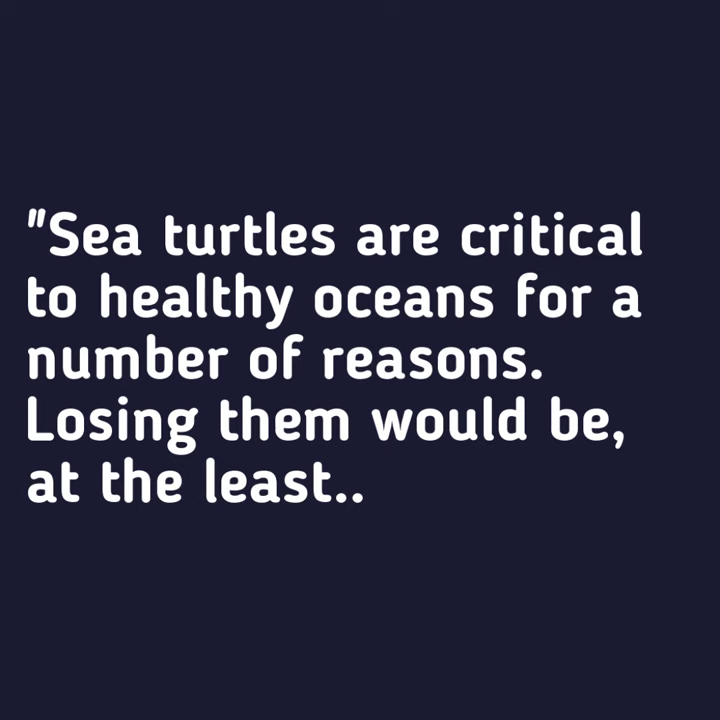 "Sea turtles are critical
to healthy oceans for a
number of reasons.
Losing them would be,
at the least..